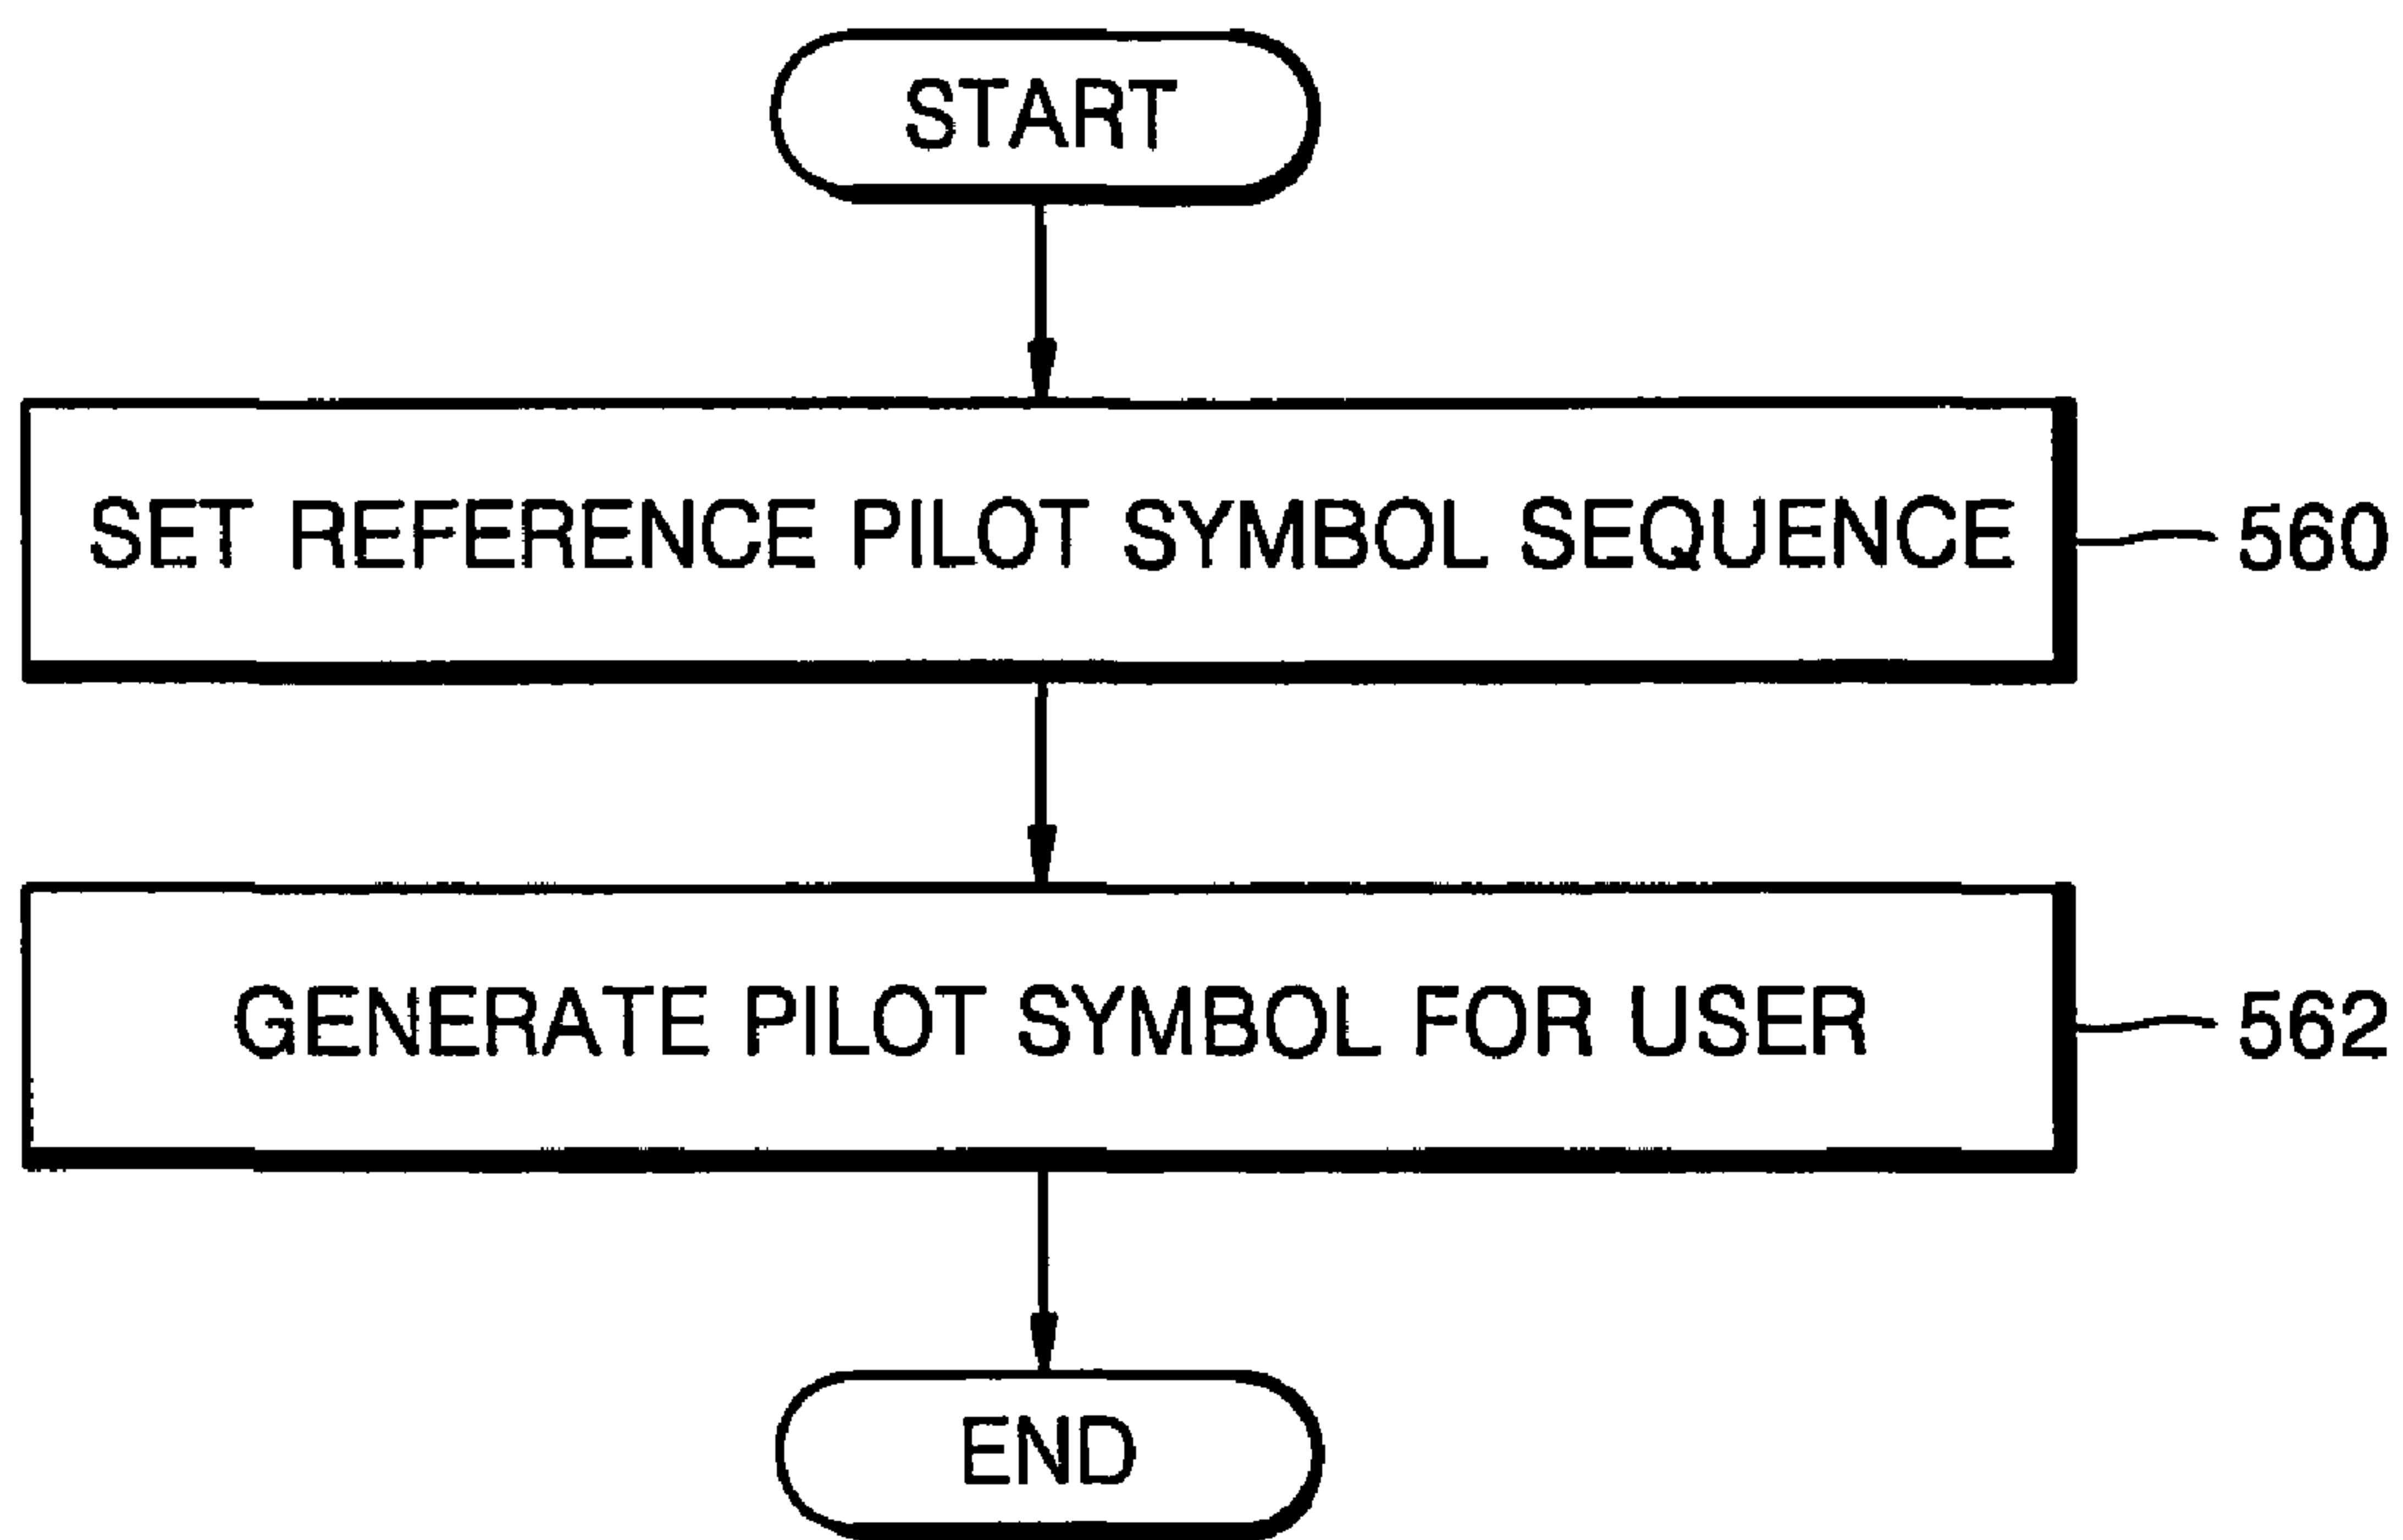 START
SET REFERENCE PILOT SYMBOL SEQUENCE
560
GENERATE PILOT SYMBOL FOR USER
562
END